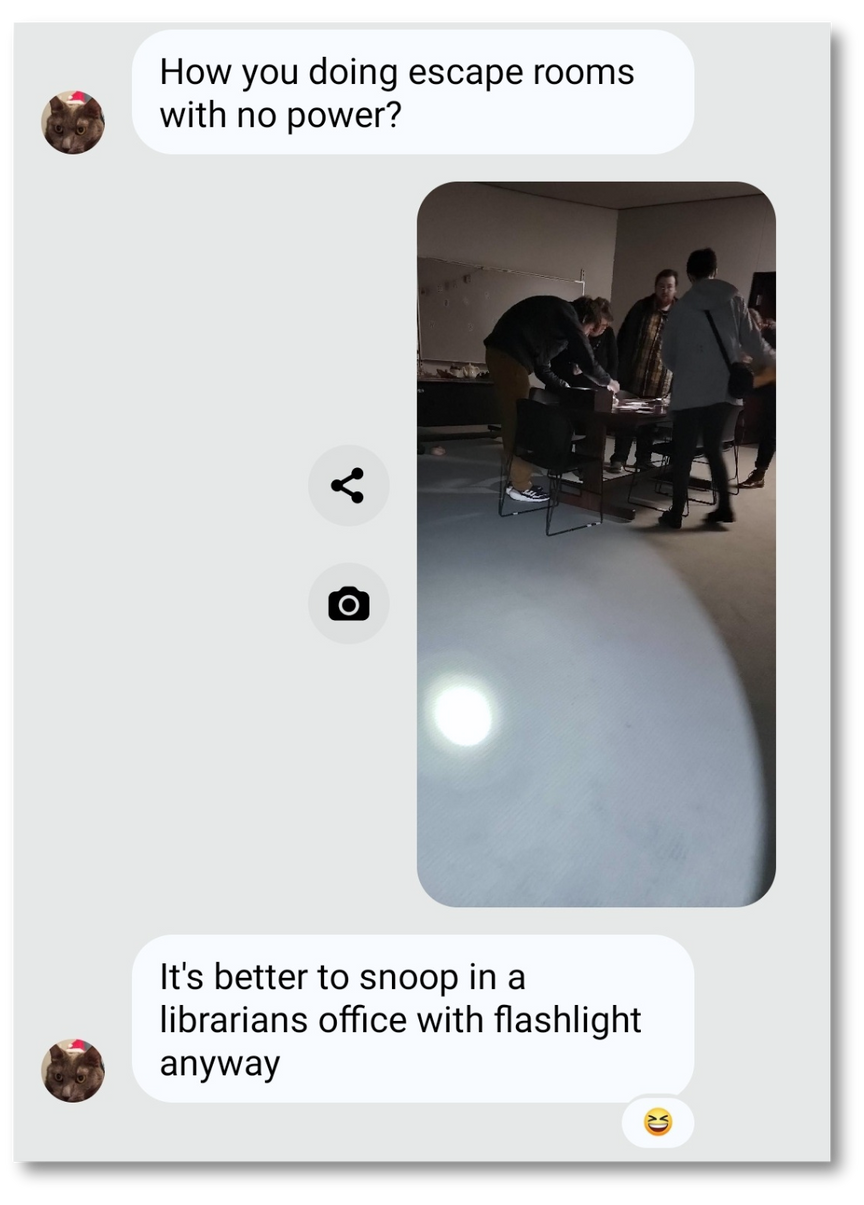 How you doing escape rooms
with no power?
It's better to snoop in a
librarians office with flashlight
anyway